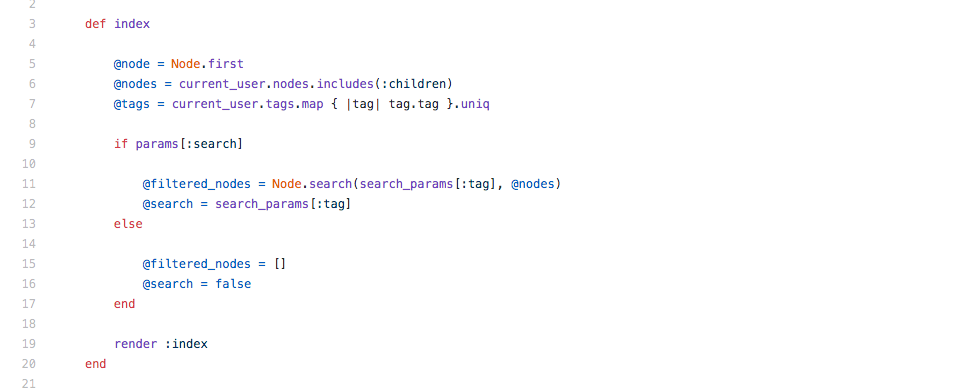 2
3 def index
4
5 @node = Node.first
6 @nodes = current_user.nodes.includes(:children)
7 @tags = current_user.tags.map { |tag| tag.tag }.uniq
8
9 if params[:search]
10
11 @filtered_nodes = Node.search(search_params[:tag], @nodes)
12 @search = search_params[:tag]
13 else
14
15 @filtered_nodes = []
16 @search = false
17 end
18
19 render :index
20 end
21